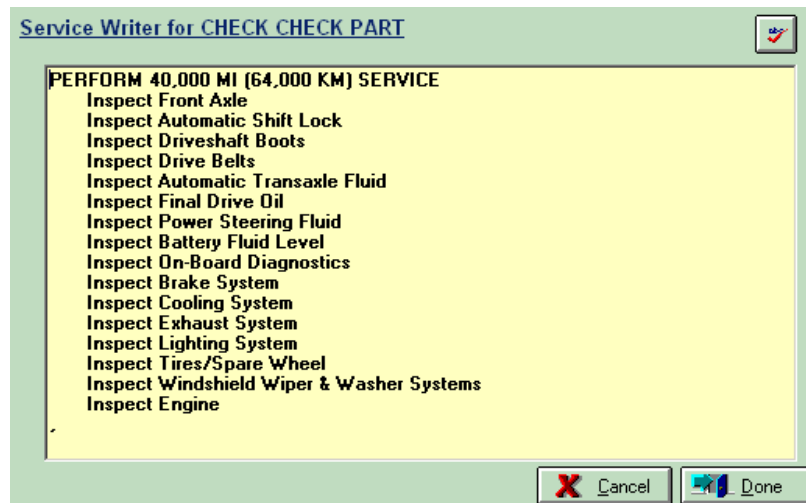 Service Writer for CHECK CHECK PART
abc
PERFORM 40,000 MI (64,000 KM) SERVICE
Inspect Front Axle
Inspect Automatic Shift Lock
Inspect Driveshaft Boots
Inspect Drive Belts
Inspect Automatic Transaxle Fluid
Inspect Final Drive Oil
Inspect Power Steering Fluid
Inspect Battery Fluid Level
Inspect On-Board Diagnostics
Inspect Brake System
Inspect Cooling System
Inspect Exhaust System
Inspect Lighting System
Inspect Tires/Spare Wheel
Inspect Windshield Wiper & Washer Systems
Inspect Engine
Cancel
Done